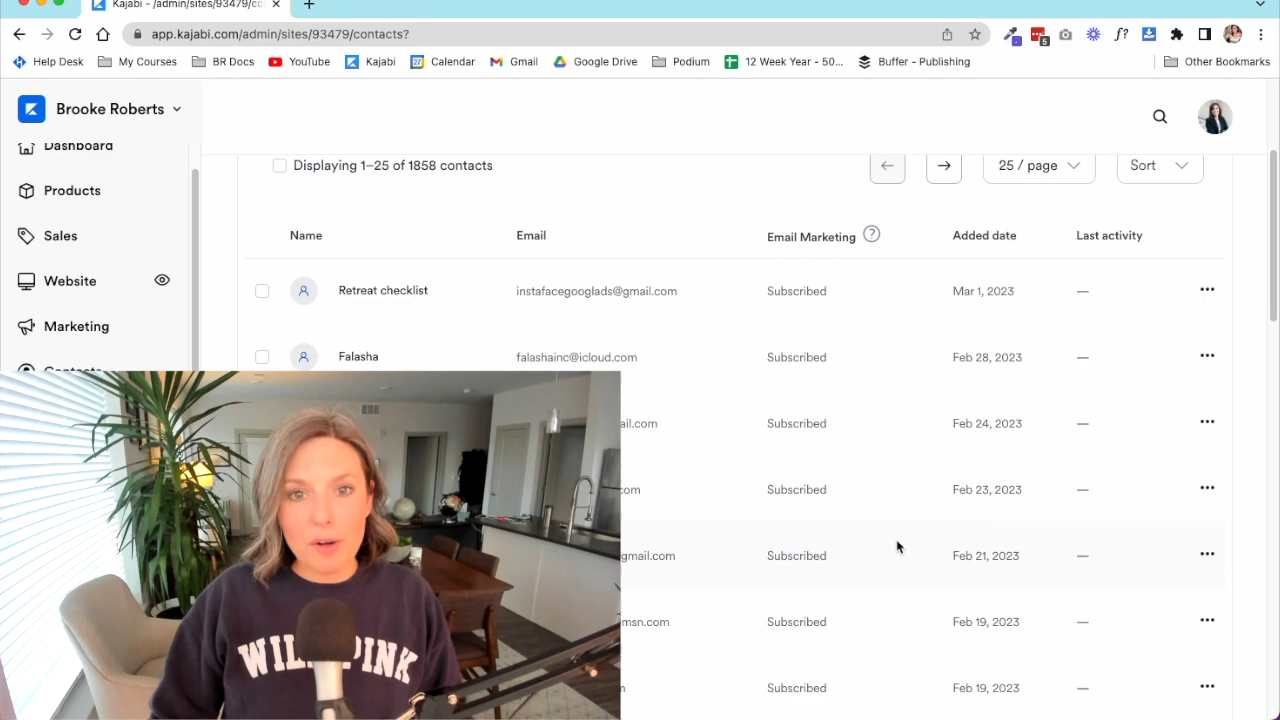 Kajabi - /admin/sites/93479/co
app.kajabi.com/admin/sites/93479/contacts?
5
Help Desk
My Courses
BR Docs
YouTube
Kajabi
Calendar
Gmail
Google Drive
Podium
12 Week Year - 50...
Buffer - Publishing
Other Bookmarks
Brooke Roberts
Dashboard
Products
Sales
Website
Marketing
Contacts
Displaying 1–25 of 1858 contacts
25 / page
Sort
Name Email Email Marketing ? Added date Last activity
Retreat checklist instafacegooglads@gmail.com Subscribed Mar 1, 2023 —
Falasha falashainc@icloud.com Subscribed Feb 28, 2023 —
ail.com Subscribed Feb 24, 2023 —
.com Subscribed Feb 23, 2023 —
gmail.com Subscribed Feb 21, 2023 —
msn.com Subscribed Feb 19, 2023 —
Subscribed Feb 19, 2023 —